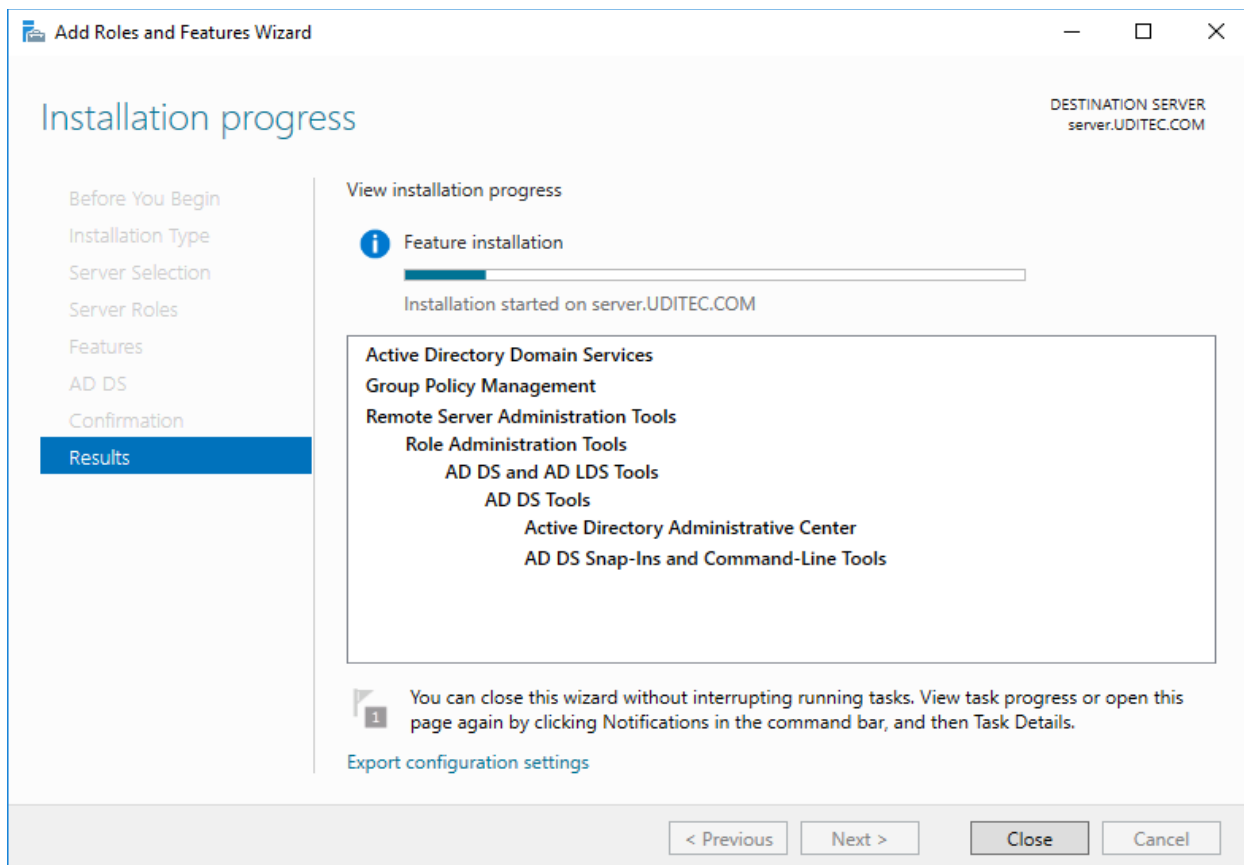 Add Roles and Features Wizard
Installation progress
DESTINATION SERVER
server.UDITEC.COM
Before You Begin
Installation Type
Server Selection
Server Roles
Features
AD DS
Confirmation
Results
View installation progress
Feature installation
Installation started on server.UDITEC.COM
Active Directory Domain Services
Group Policy Management
Remote Server Administration Tools
Role Administration Tools
AD DS and AD LDS Tools
AD DS Tools
Active Directory Administrative Center
AD DS Snap-Ins and Command-Line Tools
1
You can close this wizard without interrupting running tasks. View task progress or open this
page again by clicking Notifications in the command bar, and then Task Details.
Export configuration settings
< Previous
Next >
Close
Cancel